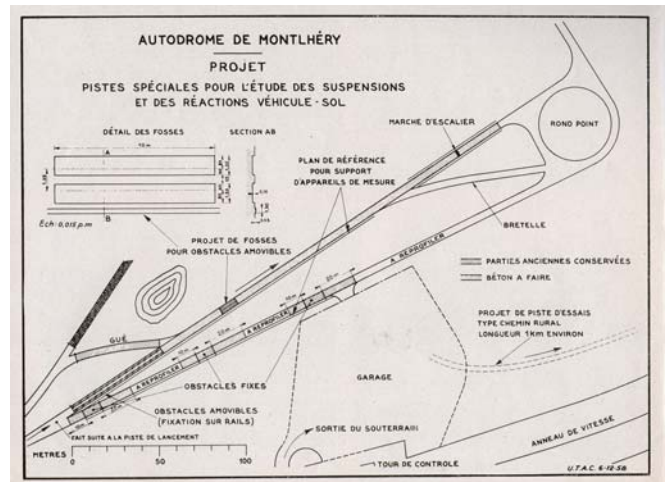 AUTODROME DE MONTLHÉRY
PROJET
PISTES SPÉCIALES POUR L'ÉTUDE DES SUSPENSIONS
ET DES RÉACTIONS VÉHICULE - SOL
DÉTAIL DES FOSSES
SECTION AB
A
B
Ech: 0,015 p.m
MARCHE D'ESCALIER
ROND POINT
PLAN DE RÉFÉRENCE
POUR SUPPORT
D'APPAREILS DE MESURE
BRETELLE
PROJET DE FOSSES
POUR OBSTACLES AMOVIBLES
A REPROFILER
PARTIES ANCIENNES CONSERVÉES
BÉTON A FAIRE
PROJET DE PISTE D'ESSAIS
TYPE CHEMIN RURAL
LONGUEUR 1 Km ENVIRON
GUÉ
A REPROFILER
A REPROFILER
OBSTACLES FIXES
GARAGE
OBSTACLES AMOVIBLES
(FIXATION SUR RAILS)
FAIT SUITE A LA PISTE DE LANCEMENT
SORTIE DU SOUTERRAIN
ANNEAU DE VITESSE
METRES
0 50 100
TOUR DE CONTROLE
U.T.A.C. 6-12-58